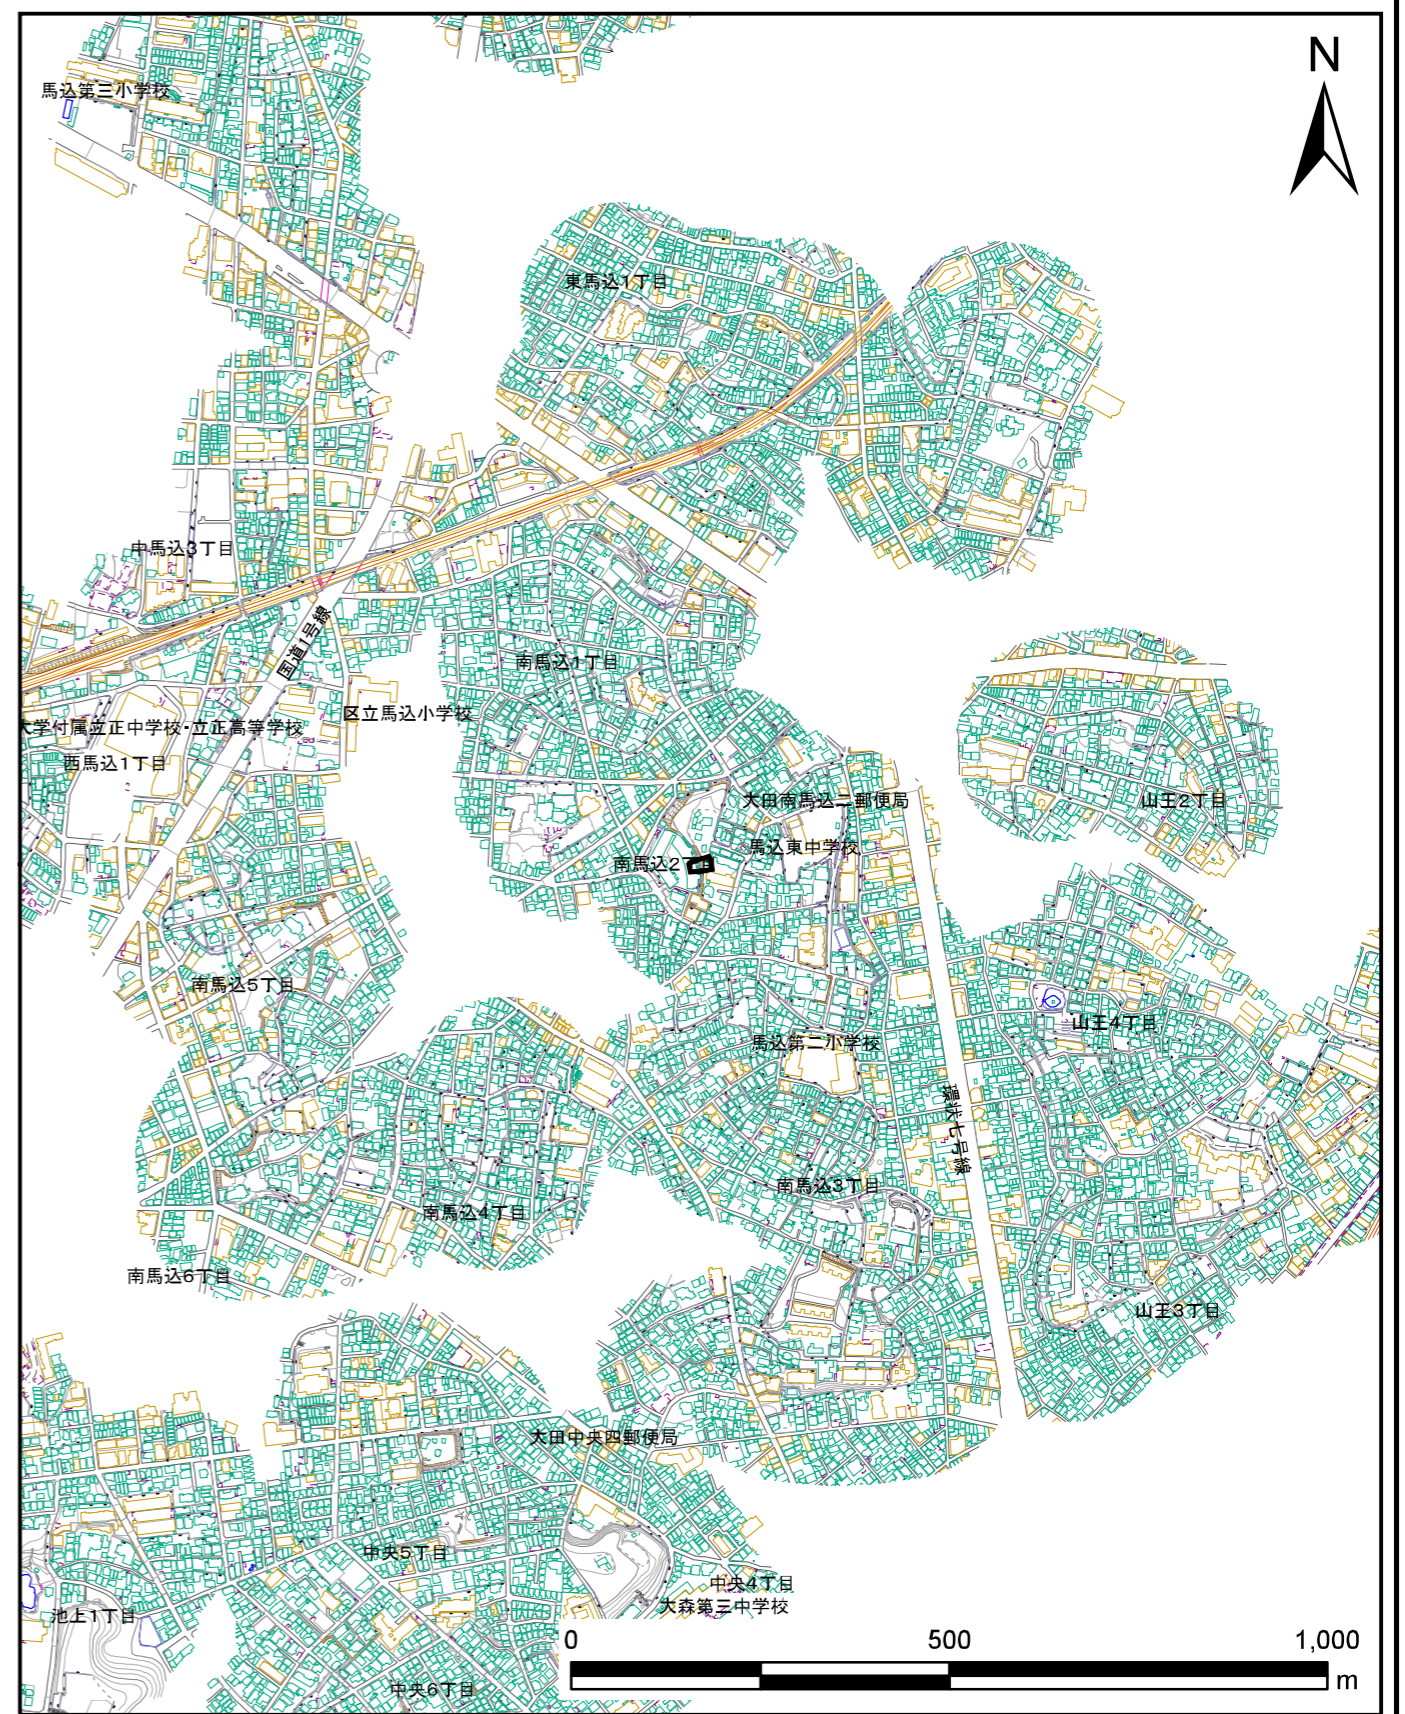 N
馬込第三小学校
東馬込1丁目
中馬込3丁目
国道1号線
南馬込1丁目
区立馬込小学校
大学付属立正中学校・立正高等学校
西馬込1丁目
大田南馬込二郵便局
山王2丁目
馬込東中学校
南馬込2丁目
南馬込5丁目
山王4丁目
馬込第二小学校
環状七号線
南馬込3丁目
南馬込4丁目
南馬込6丁目
山王3丁目
大田中央四郵便局
中央5丁目
中央4丁目
大森第三中学校
池上1丁目
中央6丁目
0 500 1,000
m